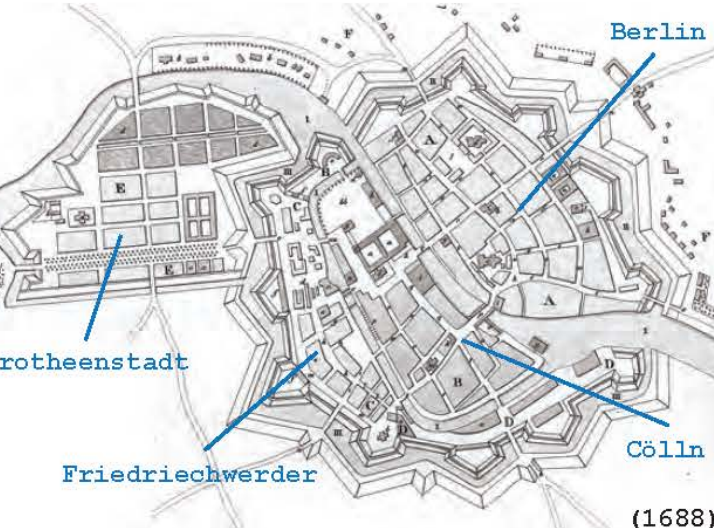 Berlin
F
B
A
E
H
C
E
F
A
B
D
C
D
D
m
rotheenstadt
Friedriechwerder
Cölln
(1688)